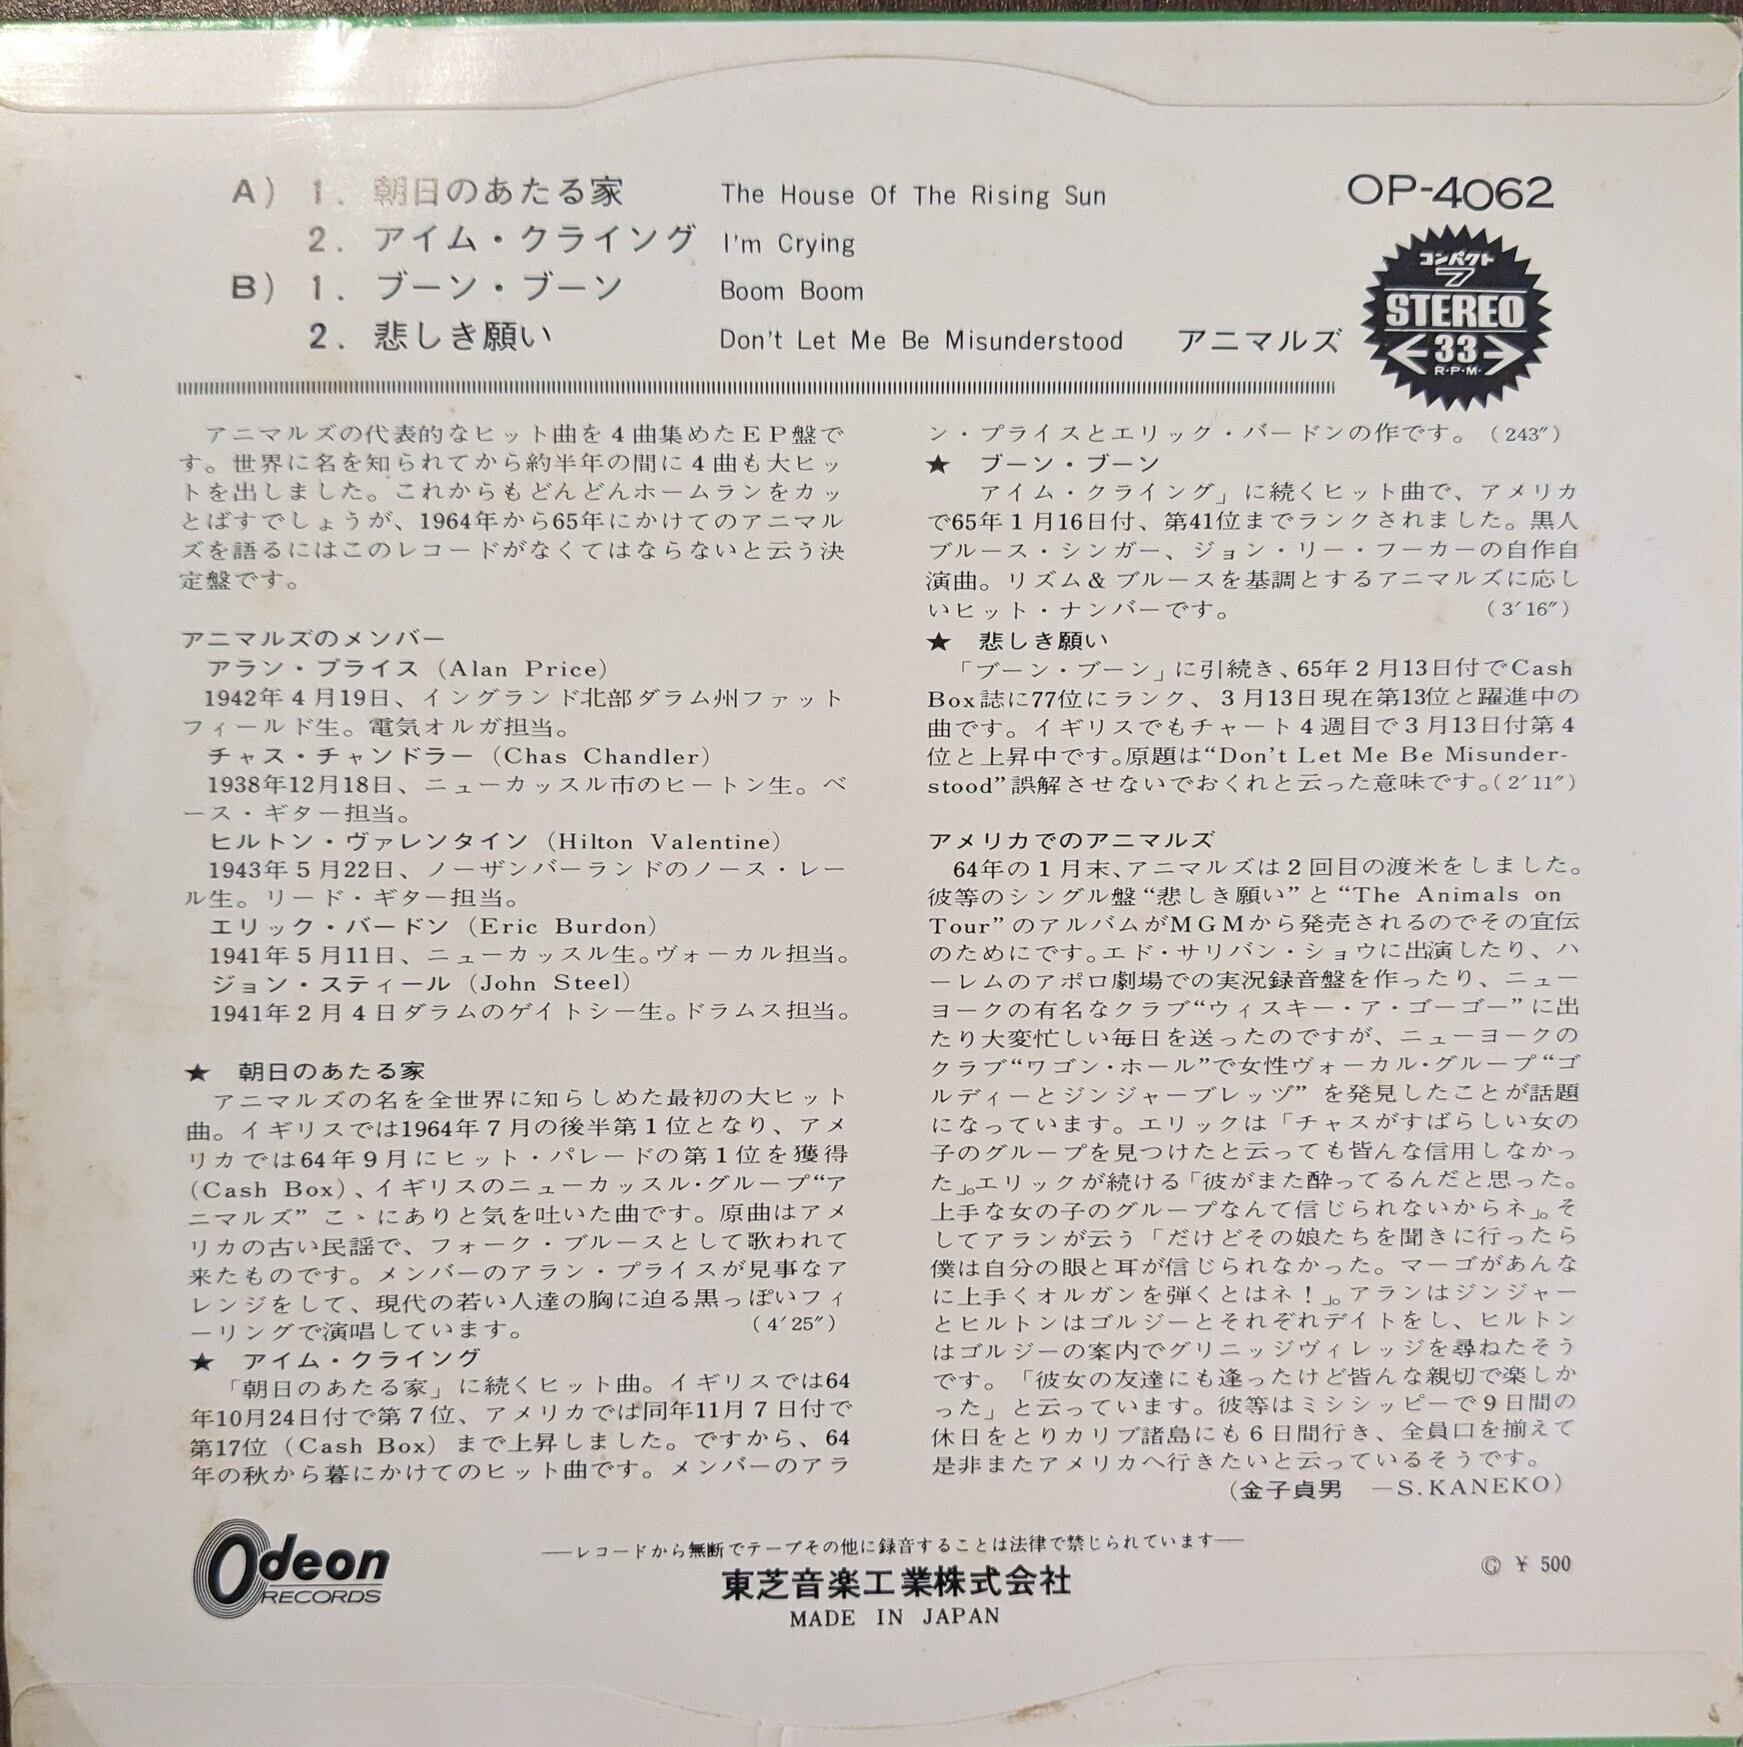 A) 1. 朝日のあたる家 The House Of The Rising Sun
2. アイム・クライング I'm Crying
B) 1. ブーン・ブーン Boom Boom
2. 悲しき願い Don't Let Me Be Misunderstood アニマルズ
OP-4062
コンパクト
7
STEREO
33
R・P・M・
アニマルズの代表的なヒット曲を4曲集めたEP盤で
す。世界に名を知られてから約半年の間に4曲も大ヒッ
トを出しました。これからもどんどんホームランをカッ
とばすでしょうが、1964年から65年にかけてのアニマル
ズを語るにはこのレコードがなくてはならないと云う決
定盤です。
アニマルズのメンバー
アラン・プライス (Alan Price)
1942年4月19日、イングランド北部ダラム州ファット
フィールド生。電気オルガ担当。
チャス・チャンドラー (Chas Chandler)
1938年12月18日、ニューカッスル市のヒートン生。ベ
ース・ギター担当。
ヒルトン・ヴァレンタイン (Hilton Valentine)
1943年5月22日、ノーザンバーランドのノース・レー
ル生。リード・ギター担当。
エリック・バードン (Eric Burdon)
1941年5月11日、ニューカッスル生。ヴォーカル担当。
ジョン・スティール (John Steel)
1941年2月4日ダラムのゲイトシー生。ドラムス担当。
★ 朝日のあたる家
アニマルズの名を全世界に知らしめた最初の大ヒット
曲。イギリスでは1964年7月の後半第1位となり、アメ
リカでは64年9月にヒット・パレードの第1位を獲得
(Cash Box)、イギリスのニューカッスル・グループ“ア
ニマルズ”こゝにありと気を吐いた曲です。原曲はアメ
リカの古い民謡で、フォーク・ブルースとして歌われて
来たものです。メンバーのアラン・プライスが見事なア
レンジをして、現代の若い人達の胸に迫る黒っぽいフィ
ーリングで演唱しています。 (4′25″)
★ アイム・クライング
「朝日のあたる家」に続くヒット曲。イギリスでは64
年10月24日付で第7位、アメリカでは同年11月7日付で
第17位 (Cash Box) まで上昇しました。ですから、64
年の秋から暮にかけてのヒット曲です。メンバーのアラ
ン・プライスとエリック・バードンの作です。(243″)
★ ブーン・ブーン
アイム・クライング」に続くヒット曲で、アメリカ
で65年1月16日付、第41位までランクされました。黒人
ブルース・シンガー、ジョン・リー・フーカーの自作自
演曲。リズム&ブルースを基調とするアニマルズに応し
いヒット・ナンバーです。 (3′16″)
★ 悲しき願い
「ブーン・ブーン」に引続き、65年2月13日付でCash
Box誌に77位にランク、3月13日現在第13位と躍進中の
曲です。イギリスでもチャート4週目で3月13日付第4
位と上昇中です。原題は“Don't Let Me Be Misunder-
stood”誤解させないでおくれと云った意味です。(2′11″)
アメリカでのアニマルズ
64年の1月末、アニマルズは2回目の渡米をしました。
彼等のシングル盤“悲しき願い”と“The Animals on
Tour”のアルバムがMGMから発売されるのでその宣伝
のためにです。エド・サリバン・ショウに出演したり、ハ
ーレムのアポロ劇場での実況録音盤を作ったり、ニュー
ヨークの有名なクラブ“ウィスキー・ア・ゴーゴー”に出
たり大変忙しい毎日を送ったのですが、ニューヨークの
クラブ“ワゴン・ホール”で女性ヴォーカル・グループ“ゴ
ルディーとジンジャーブレッヅ”を発見したことが話題
になっています。エリックは「チャスがすばらしい女の
子のグループを見つけたと云っても皆んな信用しなかっ
た」。エリックが続ける「彼がまた酔ってるんだと思った。
上手な女の子のグループなんて信じられないからネ」。そ
してアランが云う「だけどその娘たちを聞きに行ったら
僕は自分の眼と耳が信じられなかった。マーゴがあんな
に上手くオルガンを弾くとはネ!」。アランはジンジャー
とヒルトンはゴルジーとそれぞれデイトをし、ヒルトン
はゴルジーの案内でグリニッジヴィレッジを尋ねたそう
です。「彼女の友達にも逢ったけど皆んな親切で楽しか
った」と云っています。彼等はミシシッピーで9日間の
休日をとりカリブ諸島にも6日間行き、全員口を揃えて
是非またアメリカへ行きたいと云っているそうです。
(金子貞男 —S.KANEKO)
Odeon
RECORDS
——レコードから無断でテープその他に録音することは法律で禁じられています——
東芝音楽工業株式会社
MADE IN JAPAN
Ⓖ ¥ 500